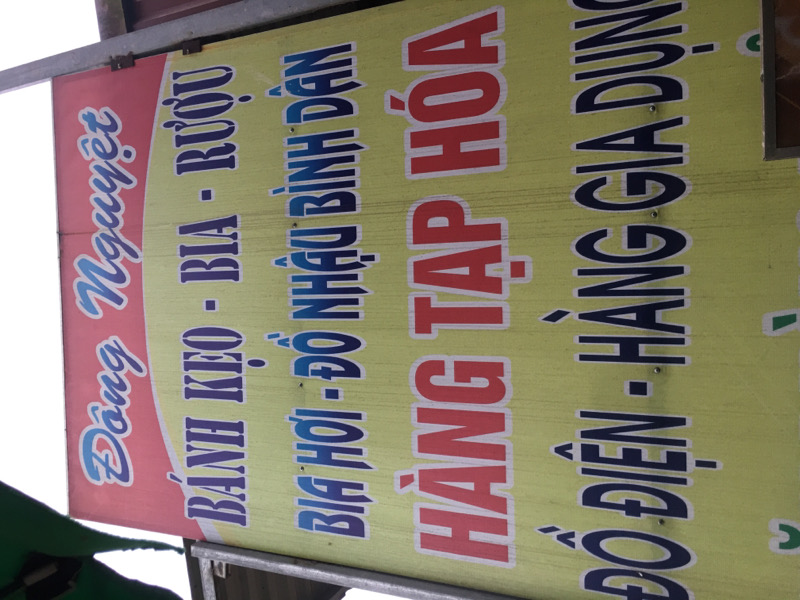 Đông Nguyệt
BÁNH KẸO - BIA - RƯỢU
BIA HƠI - ĐỒ NHẬU BÌNH DÂN
HÀNG TẠP HÓA
ĐỒ ĐIỆN - HÀNG GIA DỤNG